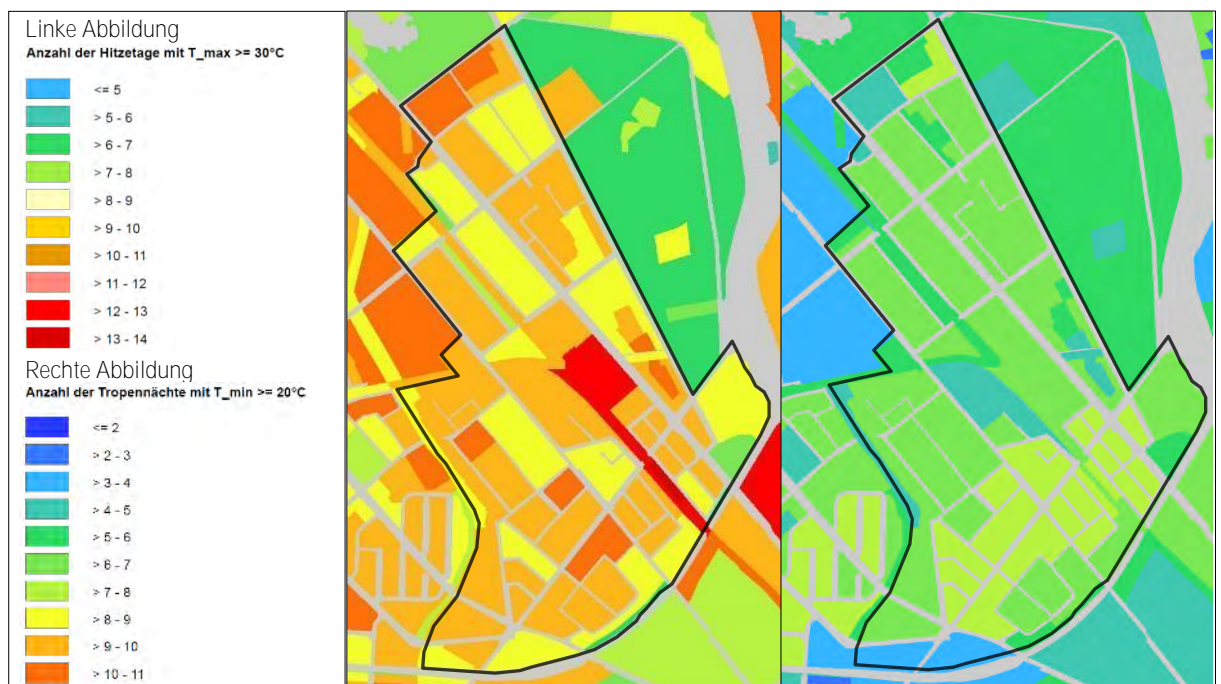 Linke Abbildung
Anzahl der Hitzetage mit T_max >= 30°C
<= 5
> 5 - 6
> 6 - 7
> 7 - 8
> 8 - 9
> 9 - 10
> 10 - 11
> 11 - 12
> 12 - 13
> 13 - 14
Rechte Abbildung
Anzahl der Tropennächte mit T_min >= 20°C
<= 2
> 2 - 3
> 3 - 4
> 4 - 5
> 5 - 6
> 6 - 7
> 7 - 8
> 8 - 9
> 9 - 10
> 10 - 11